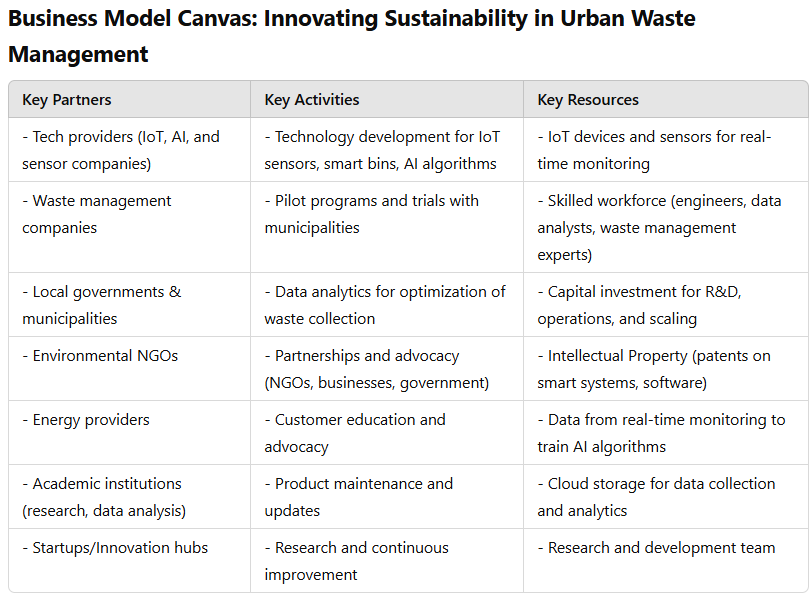 Business Model Canvas: Innovating Sustainability in Urban Waste
Management
Key Partners
Key Activities
Key Resources
- Tech providers (IoT, AI, and
sensor companies)
- Technology development for IoT
sensors, smart bins, AI algorithms
- IoT devices and sensors for real-
time monitoring
- Waste management
companies
- Pilot programs and trials with
municipalities
- Skilled workforce (engineers, data
analysts, waste management
experts)
- Local governments &
municipalities
- Data analytics for optimization of
waste collection
- Capital investment for R&D,
operations, and scaling
- Environmental NGOs
- Partnerships and advocacy
(NGOs, businesses, government)
- Intellectual Property (patents on
smart systems, software)
- Energy providers
- Customer education and
advocacy
- Data from real-time monitoring to
train AI algorithms
- Academic institutions
(research, data analysis)
- Product maintenance and
updates
- Cloud storage for data collection
and analytics
- Startups/Innovation hubs
- Research and continuous
improvement
- Research and development team